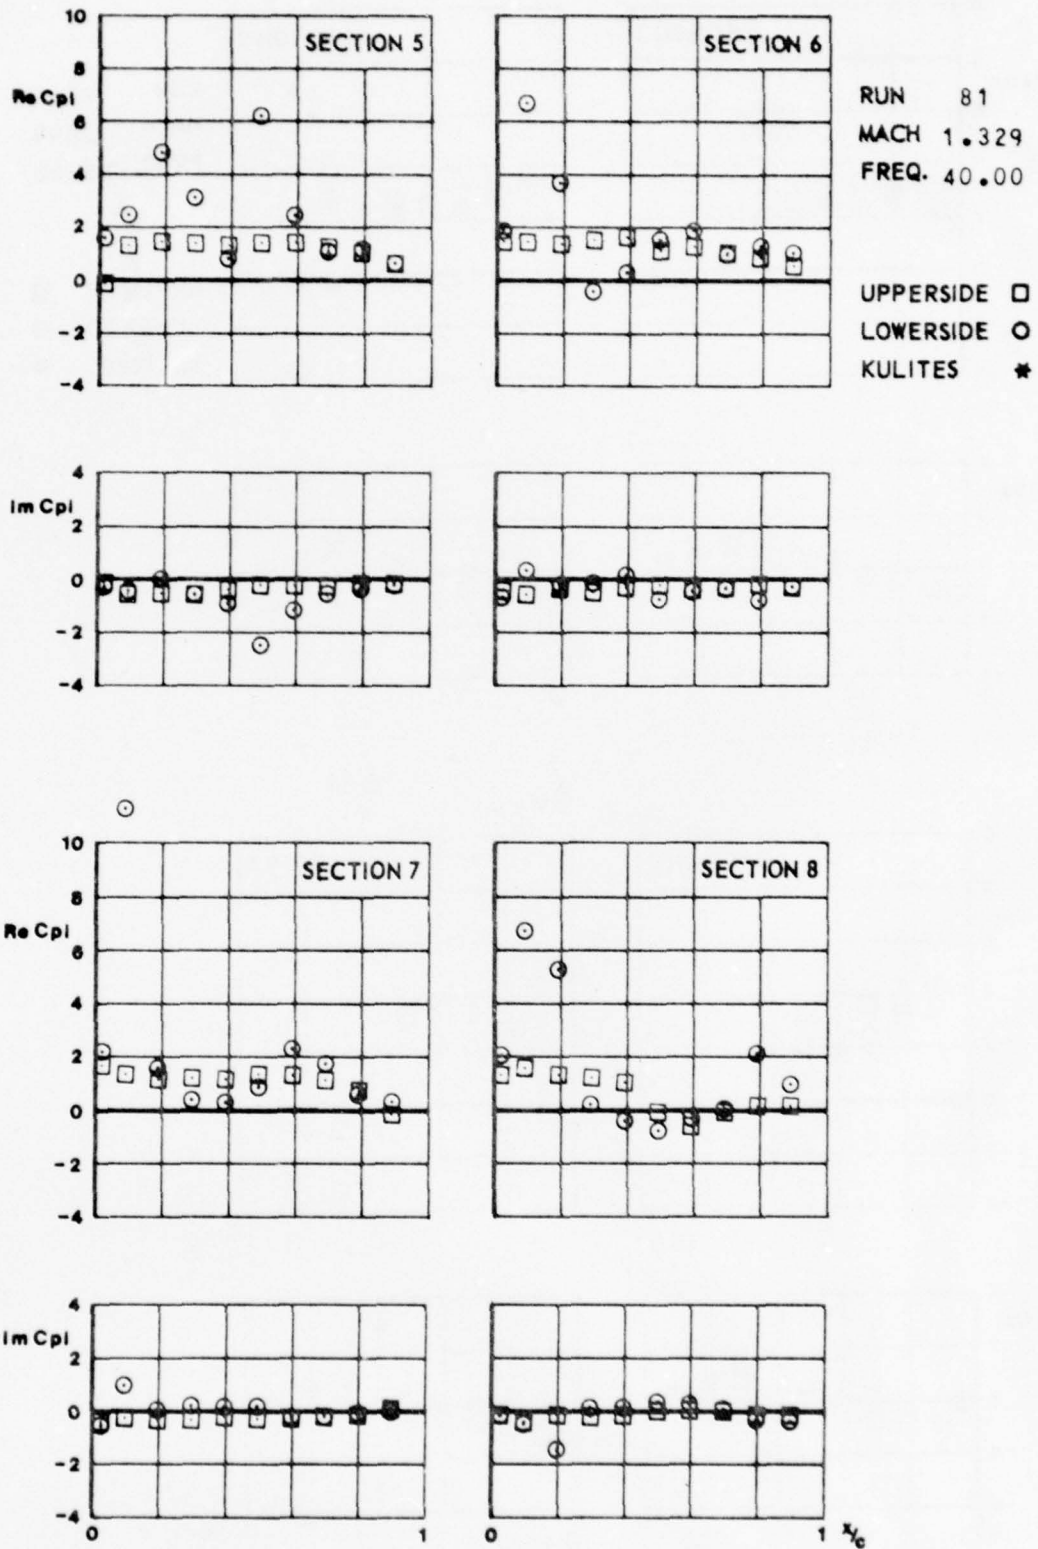 10
SECTION 5
SECTION 6
8
Re Cpi
RUN 81
6
MACH 1.329
4
FREQ. 40.00
2
0
UPPERSIDE □
-2
LOWERSIDE ○
-4
KULITES *
4
Im Cpi
2
0
-2
-4
10
SECTION 7
SECTION 8
8
Re Cpi
6
4
2
0
-2
-4
4
Im Cpi
2
0
-2
-4
0 1 0 1 x/c